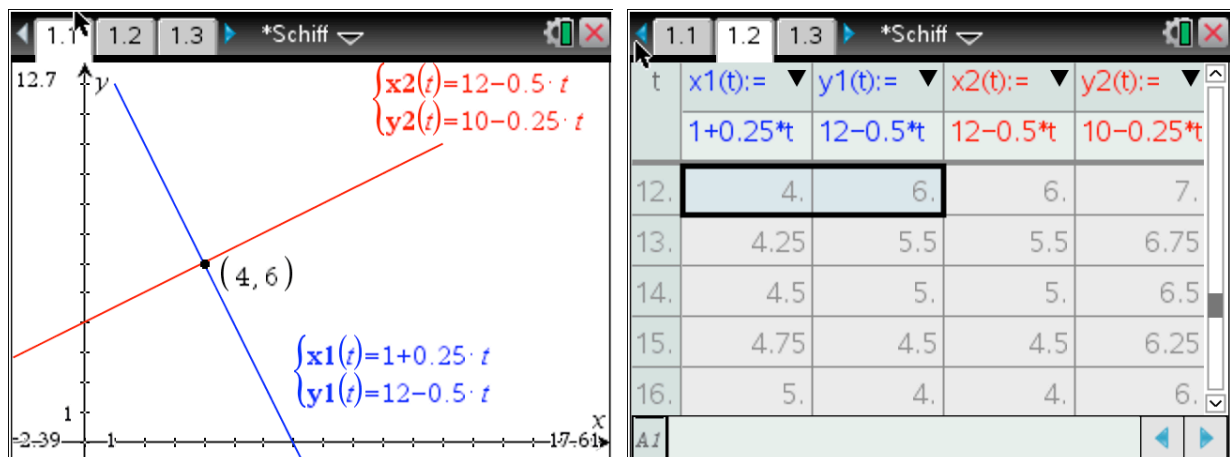 1.1 1.2 1.3 *Schiff
12.7 y
x2(t)=12−0.5· t
y2(t)=10−0.25· t
(4,6)
x1(t)=1+0.25· t
y1(t)=12−0.5· t
1
x
-2.39 1 17.61
1.1 1.2 1.3 *Schiff
t x1(t):= y1(t):= x2(t):= y2(t):=
1+0.25*t 12−0.5*t 12−0.5*t 10−0.25*t
12. 4. 6. 6. 7.
13. 4.25 5.5 5.5 6.75
14. 4.5 5. 5. 6.5
15. 4.75 4.5 4.5 6.25
16. 5. 4. 4. 6.
A1